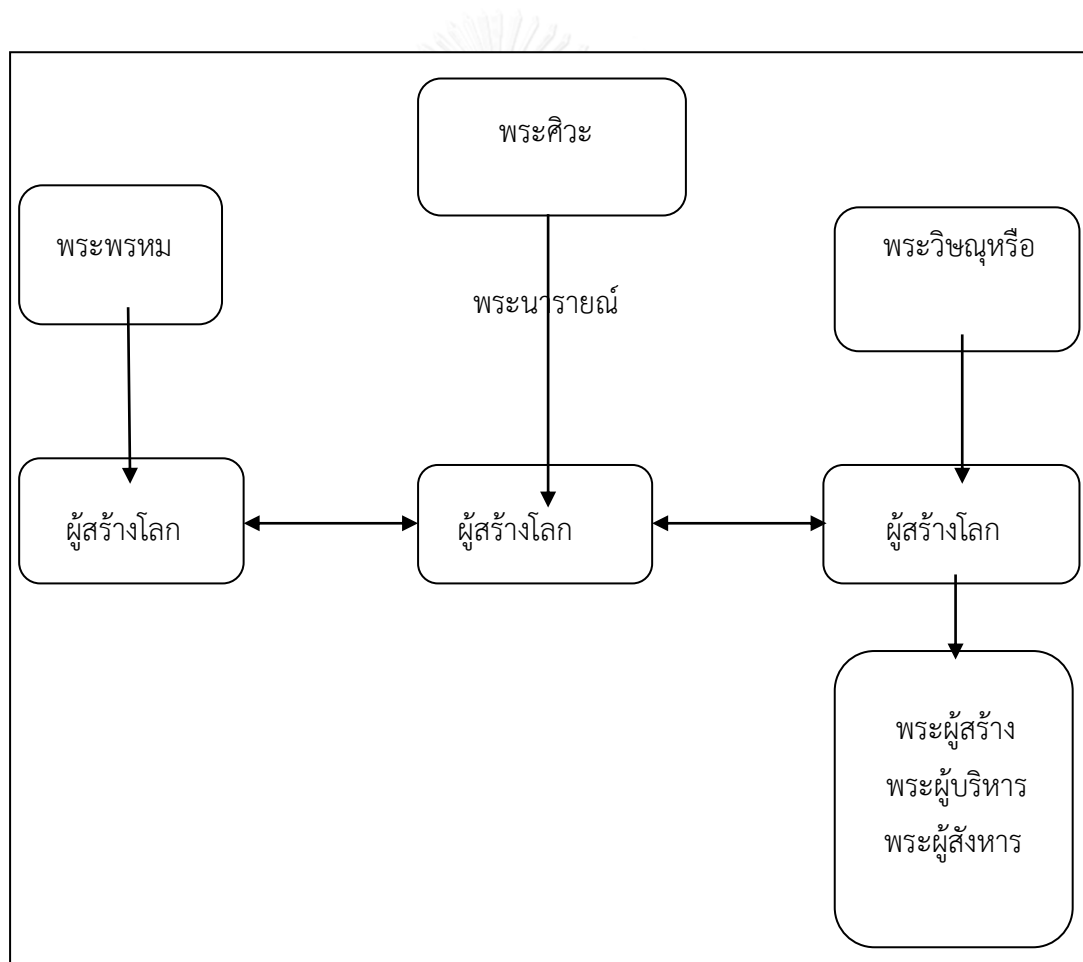 พระศิวะ
พระพรหม
พระวิษณุหรือ
พระนารายณ์
ผู้สร้างโลก
ผู้สร้างโลก
ผู้สร้างโลก
พระผู้สร้าง
พระผู้บริหาร
พระผู้สังหาร